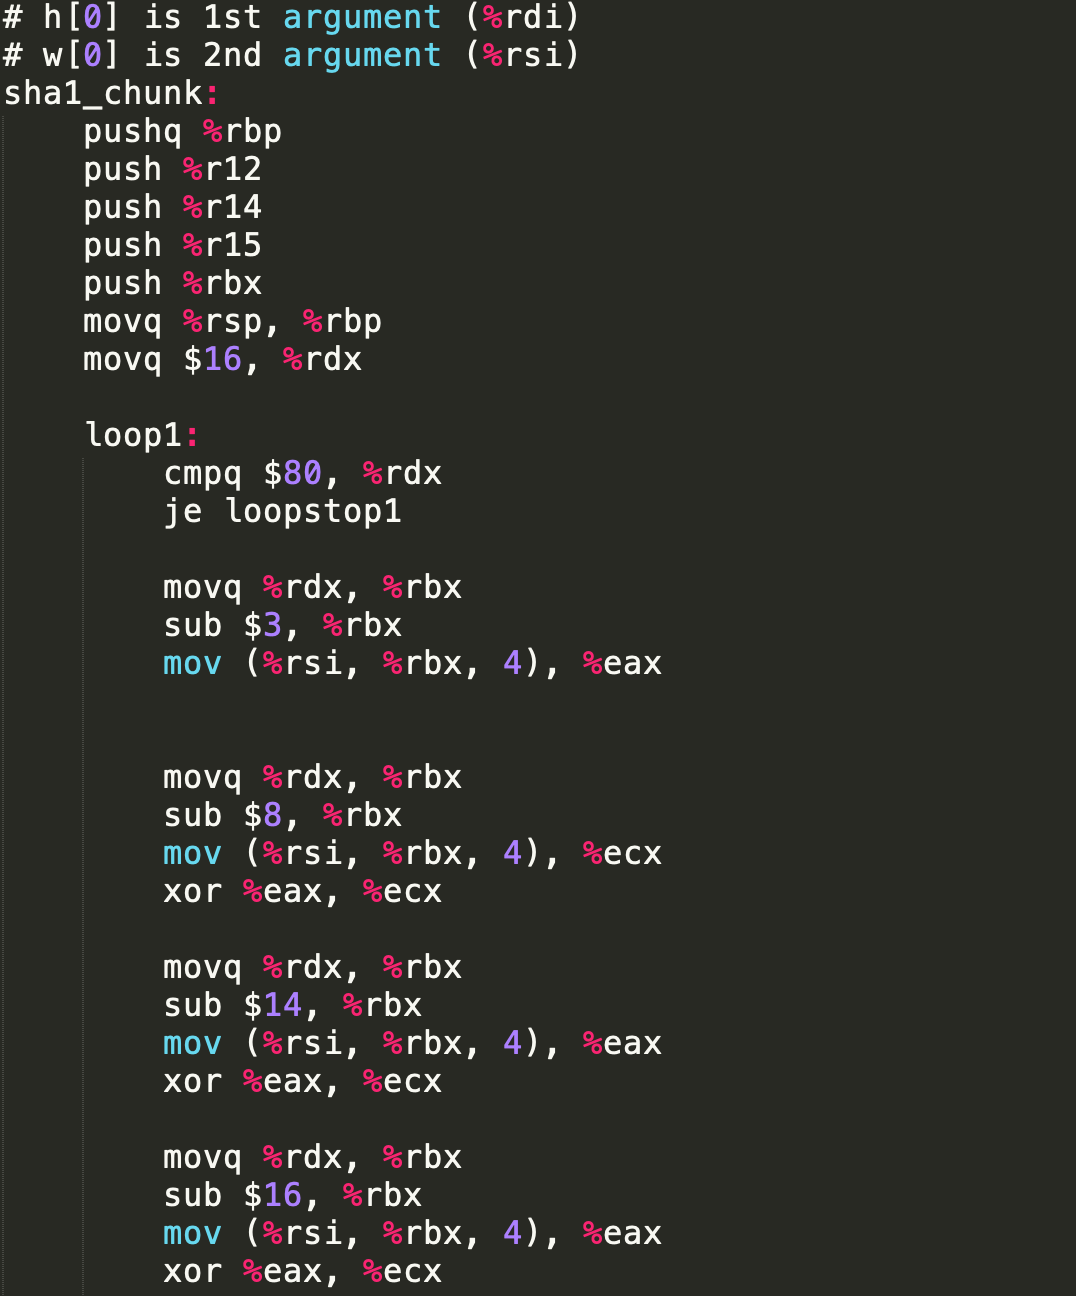 # h[0] is 1st argument (%rdi)
# w[0] is 2nd argument (%rsi)
sha1_chunk:
    pushq %rbp
    push %r12
    push %r14
    push %r15
    push %rbx
    movq %rsp, %rbp
    movq $16, %rdx

    loop1:
        cmpq $80, %rdx
        je loopstop1

        movq %rdx, %rbx
        sub $3, %rbx
        mov (%rsi, %rbx, 4), %eax


        movq %rdx, %rbx
        sub $8, %rbx
        mov (%rsi, %rbx, 4), %ecx
        xor %eax, %ecx

        movq %rdx, %rbx
        sub $14, %rbx
        mov (%rsi, %rbx, 4), %eax
        xor %eax, %ecx

        movq %rdx, %rbx
        sub $16, %rbx
        mov (%rsi, %rbx, 4), %eax
        xor %eax, %ecx